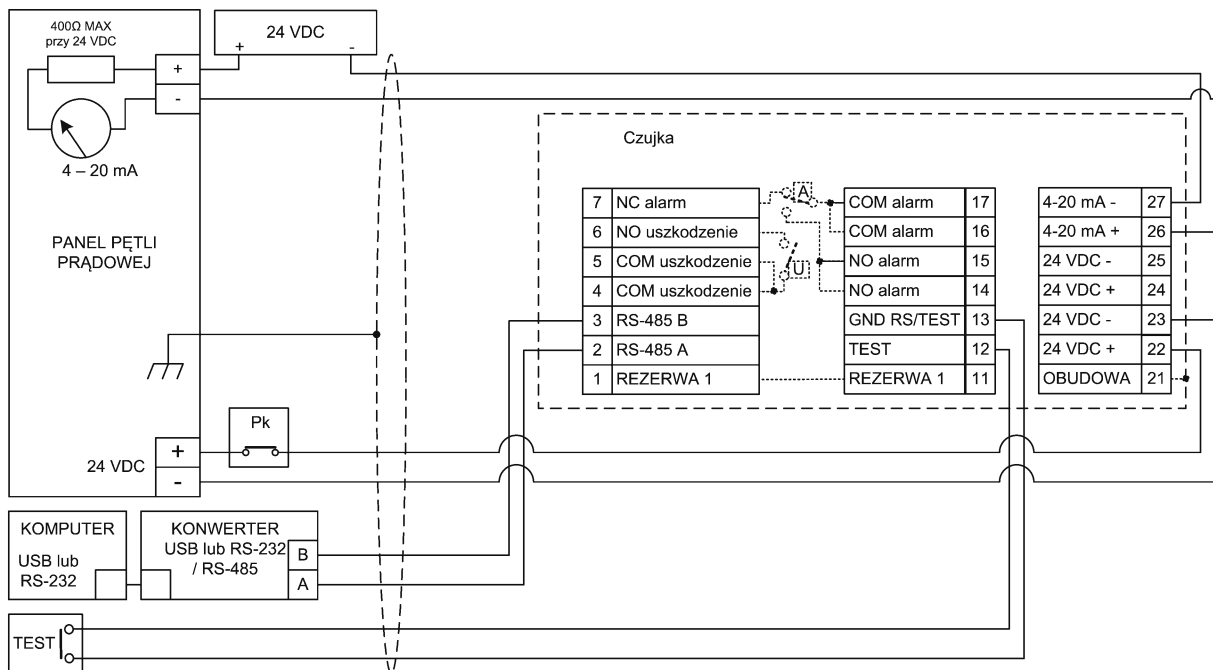 400Ω MAX
przy 24 VDC
+
-
4 – 20 mA
24 VDC
+ -
PANEL PĘTLI
PRĄDOWEJ
24 VDC
+
-
Pk
Czujka
7 NC alarm
6 NO uszkodzenie
5 COM uszkodzenie
4 COM uszkodzenie
3 RS-485 B
2 RS-485 A
1 REZERWA 1
A
U
COM alarm 17
COM alarm 16
NO alarm 15
NO alarm 14
GND RS/TEST 13
TEST 12
REZERWA 1 11
4-20 mA - 27
4-20 mA + 26
24 VDC - 25
24 VDC + 24
24 VDC - 23
24 VDC + 22
OBUDOWA 21
KOMPUTER
USB lub
RS-232
KONWERTER
USB lub RS-232
/ RS-485
B
A
TEST